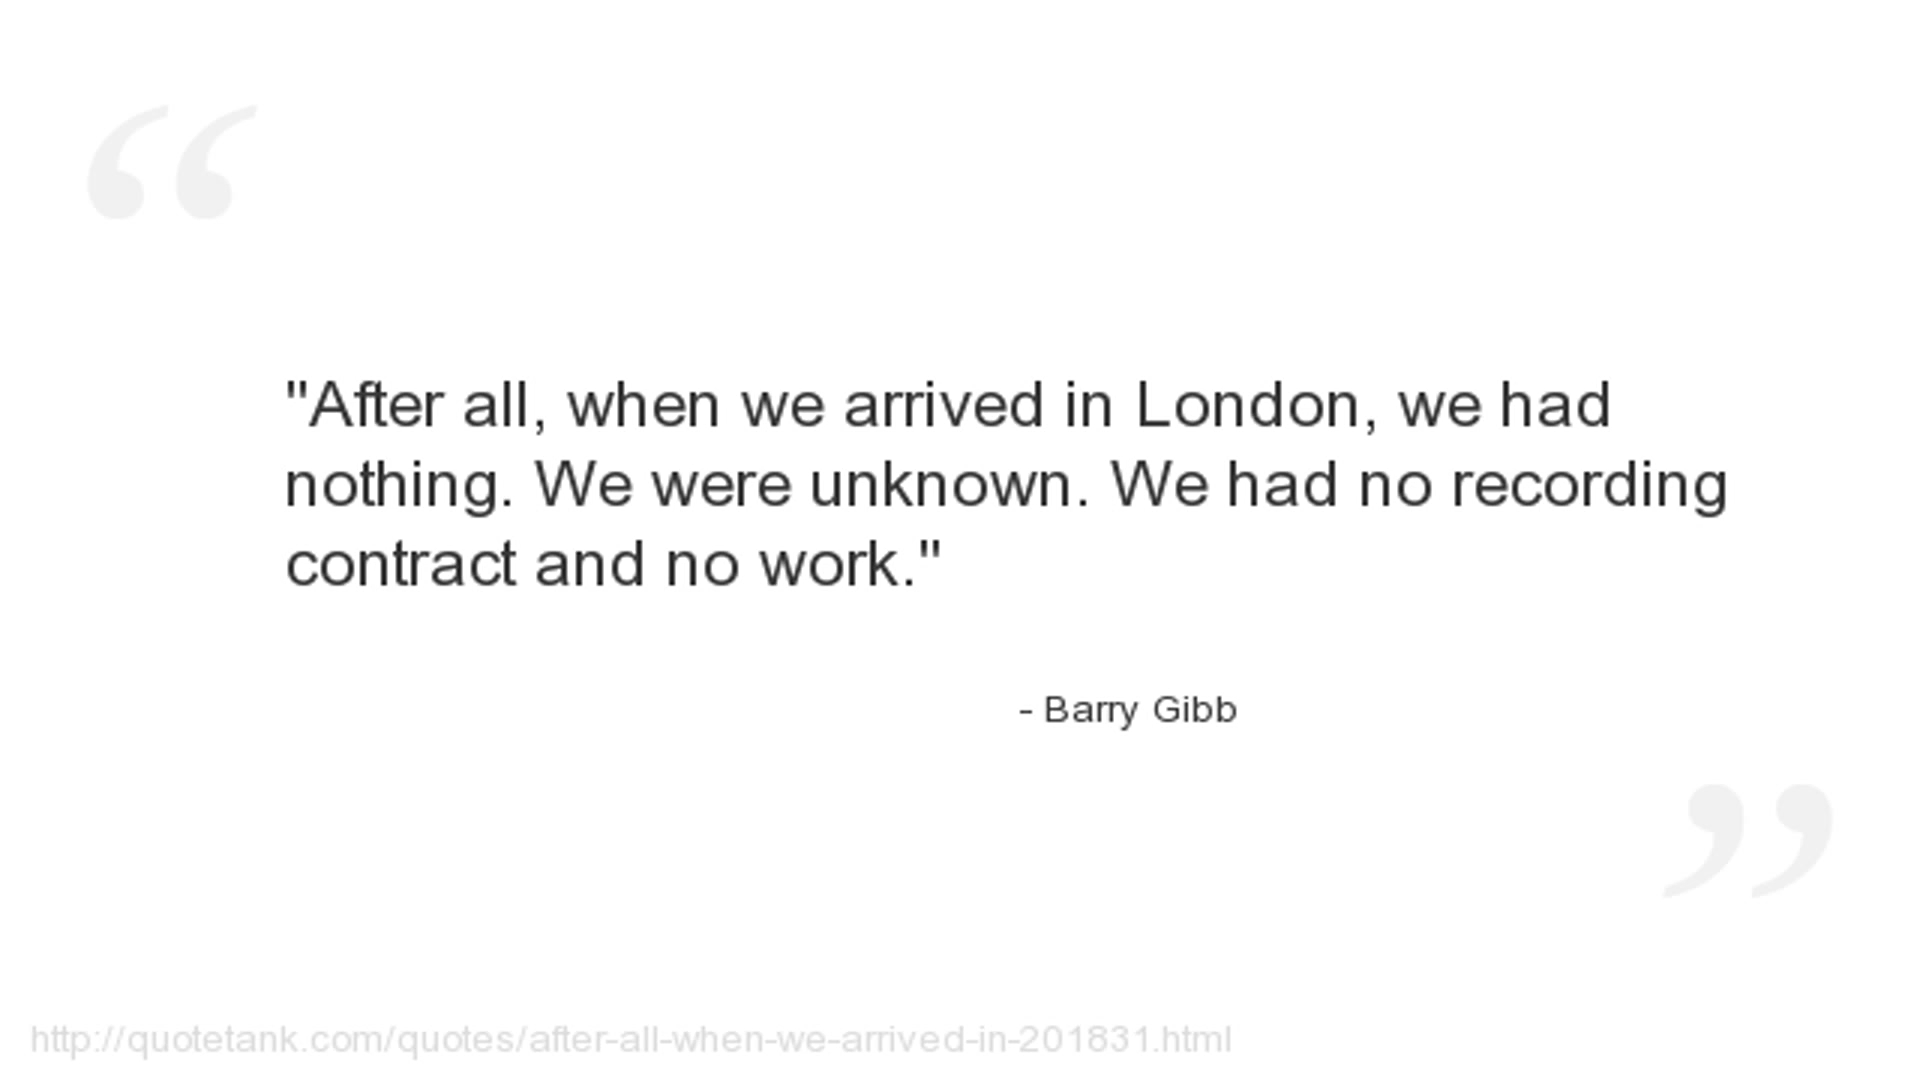 "After all, when we arrived in London, we had
nothing. We were unknown. We had no recording
contract and no work."
- Barry Gibb
http://quotetank.com/quotes/after-all-when-we-arrived-in-201831.html